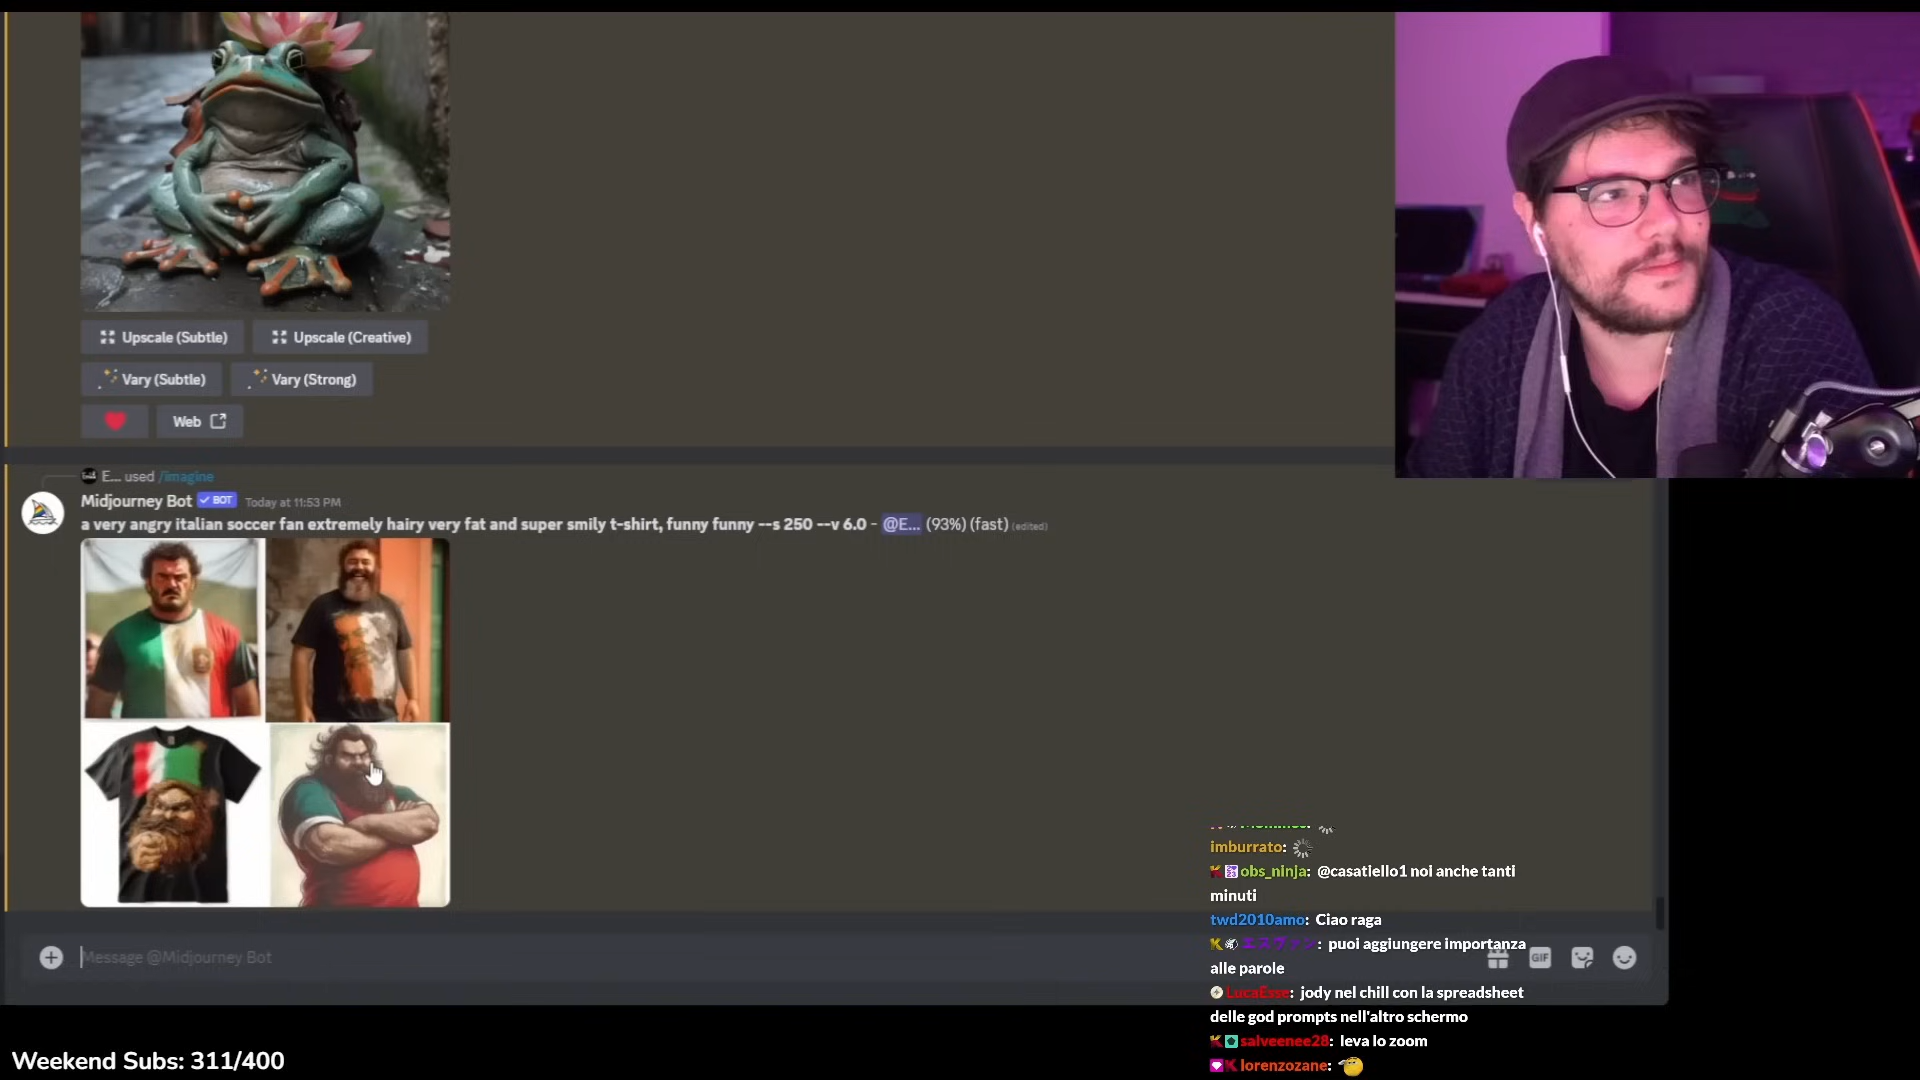 Upscale (Subtle)
Upscale (Creative)
Vary (Subtle)
Vary (Strong)
Web
E... used /imagine
Midjourney Bot BOT Today at 11:53 PM
a very angry italian soccer fan extremely hairy very fat and super smily t-shirt, funny funny --s 250 --v 6.0 - @E... (93%) (fast) (edited)
imburrato:
obs_ninja: @casatiello1 noi anche tanti
minuti
twd2010amo: Ciao raga
: puoi aggiungere importanza
alle parole
LucaEsse: jody nel chill con la spreadsheet
delle god prompts nell'altro schermo
salveenee28: leva lo zoom
lorenzozane:
Message @Midjourney Bot
GIF
Weekend Subs: 311/400